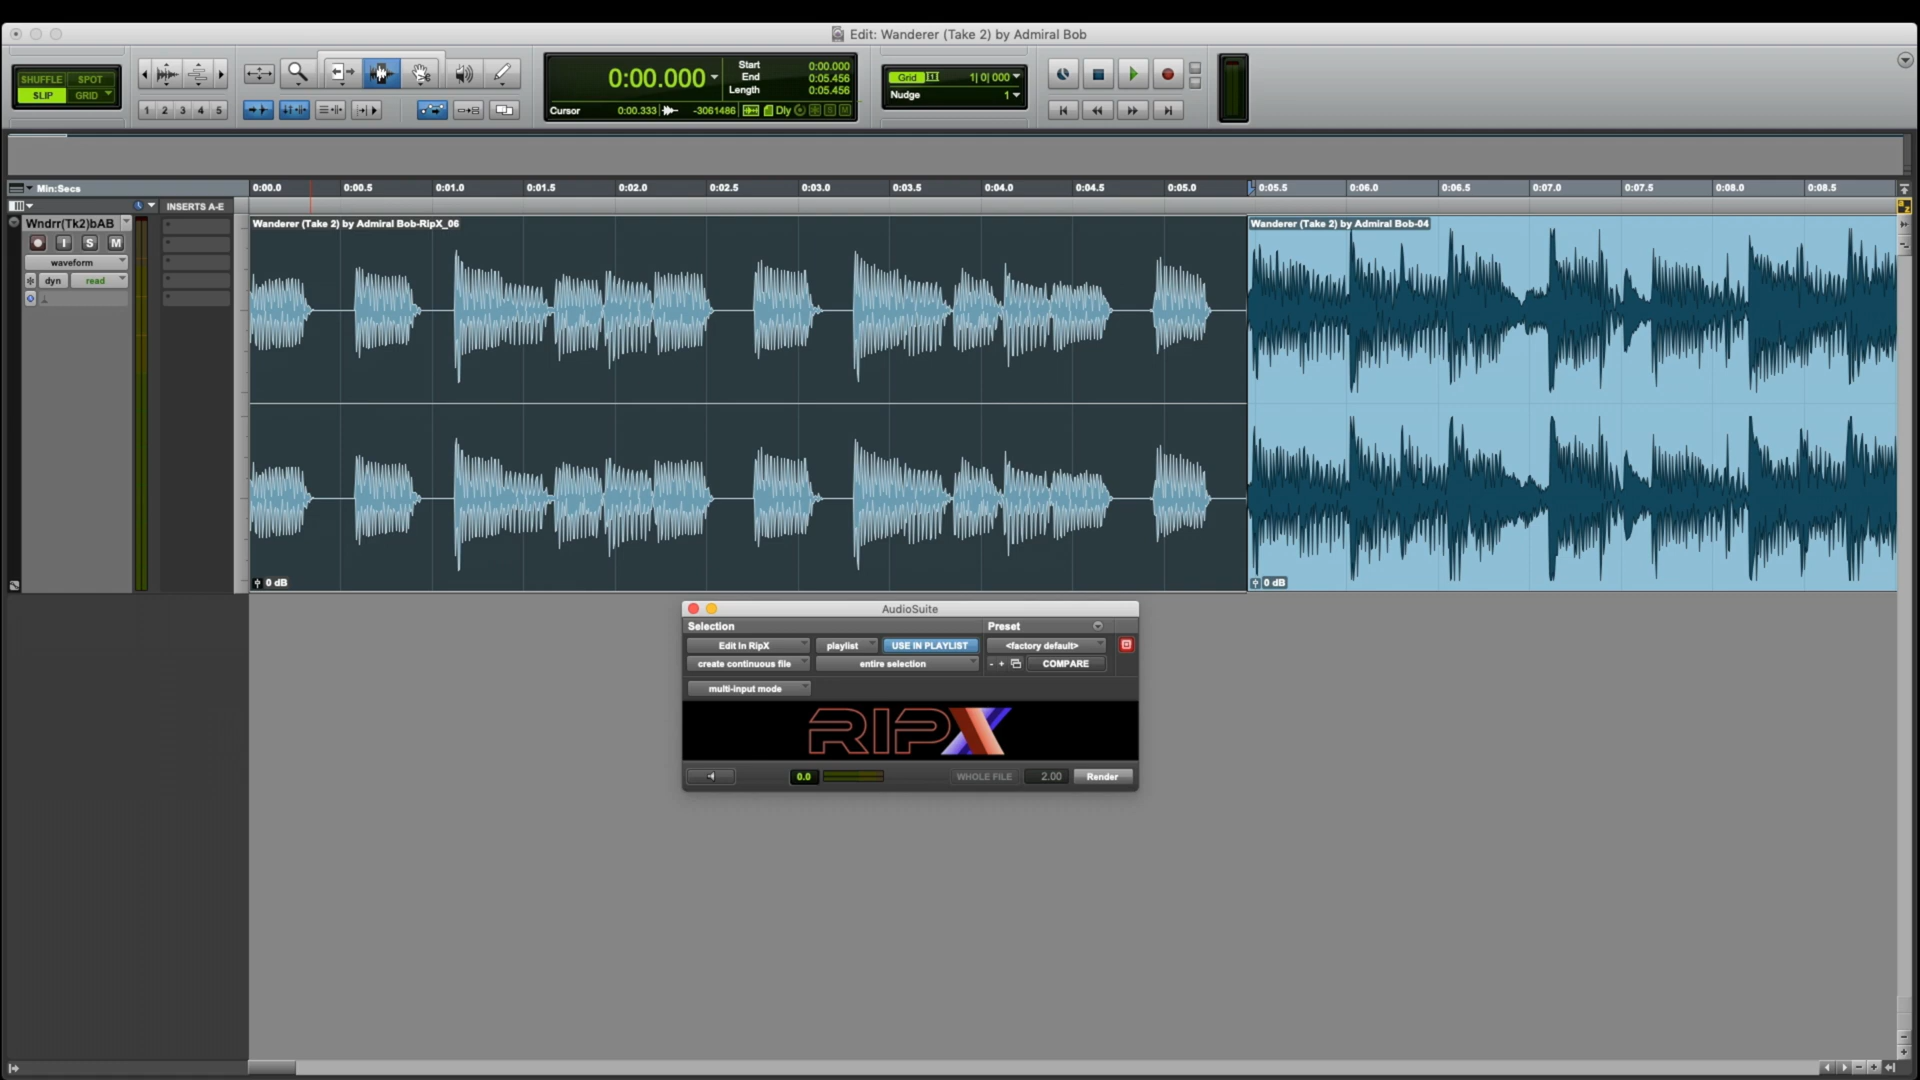 Edit: Wanderer (Take 2) by Admiral Bob
SHUFFLE SPOT
SLIP GRID
1 2 3 4 5
0:00.000
Start 0:00.000
End 0:05.456
Length 0:05.456
Cursor 0:00.333 -3061486 Dly S M
Grid 1| 0| 000
Nudge 1
Min:Secs
0:00.0 0:00.5 0:01.0 0:01.5 0:02.0 0:02.5 0:03.0 0:03.5 0:04.0 0:04.5 0:05.0 0:05.5 0:06.0 0:06.5 0:07.0 0:07.5 0:08.0 0:08.5
INSERTS A-E
Wndrr(Tk2)bAB
I S M
waveform
dyn read
Wanderer (Take 2) by Admiral Bob-RipX_06
Wanderer (Take 2) by Admiral Bob-04
0 dB
0 dB
AudioSuite
Selection Preset
Edit In RipX playlist USE IN PLAYLIST <factory default>
create continuous file entire selection - + COMPARE
multi-input mode
RIPX
0.0 WHOLE FILE 2.00 Render